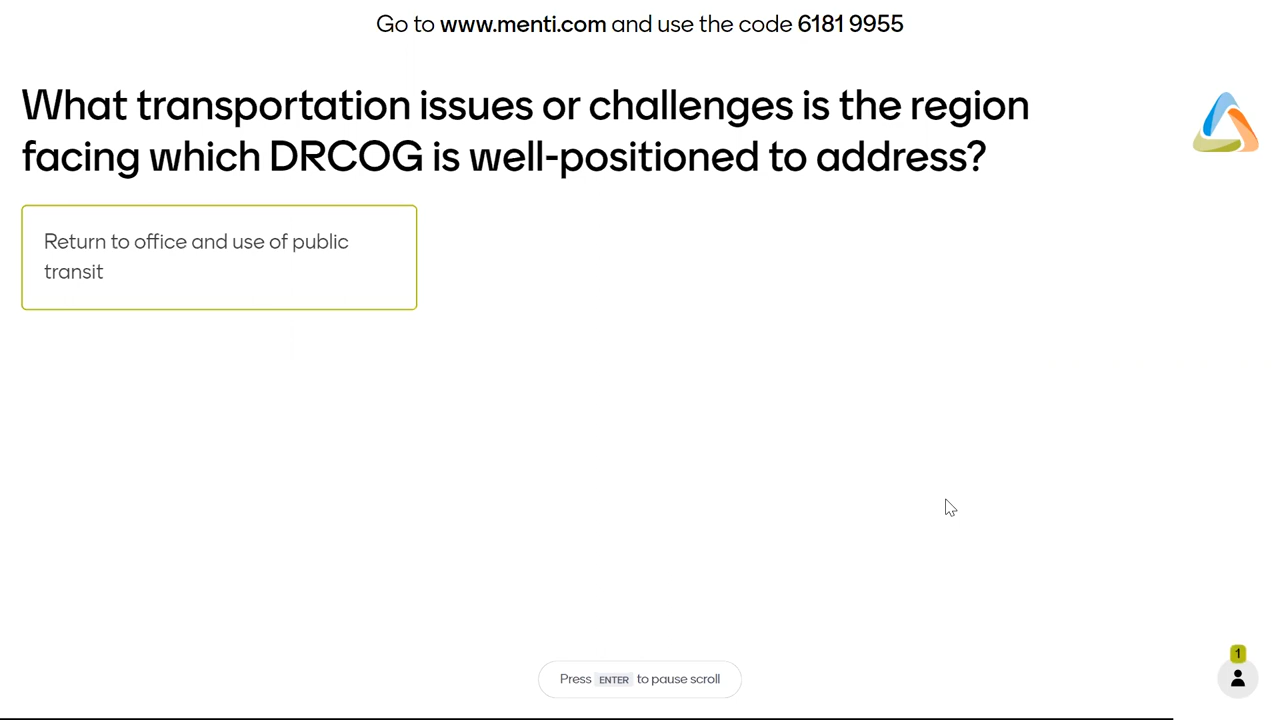 Go to www.menti.com and use the code 6181 9955
What transportation issues or challenges is the region
facing which DRCOG is well-positioned to address?
Return to office and use of public
transit
Press ENTER to pause scroll
1